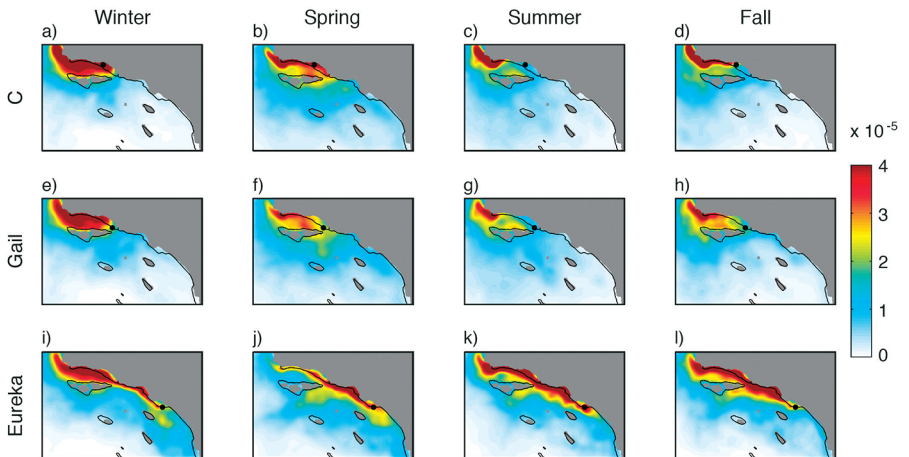 Winter Spring Summer Fall
a) b) c) d)
C
x 10⁻⁵
4
e) f) g) h)
3
Gail
2
1
i) j) k) l)
0
Eureka